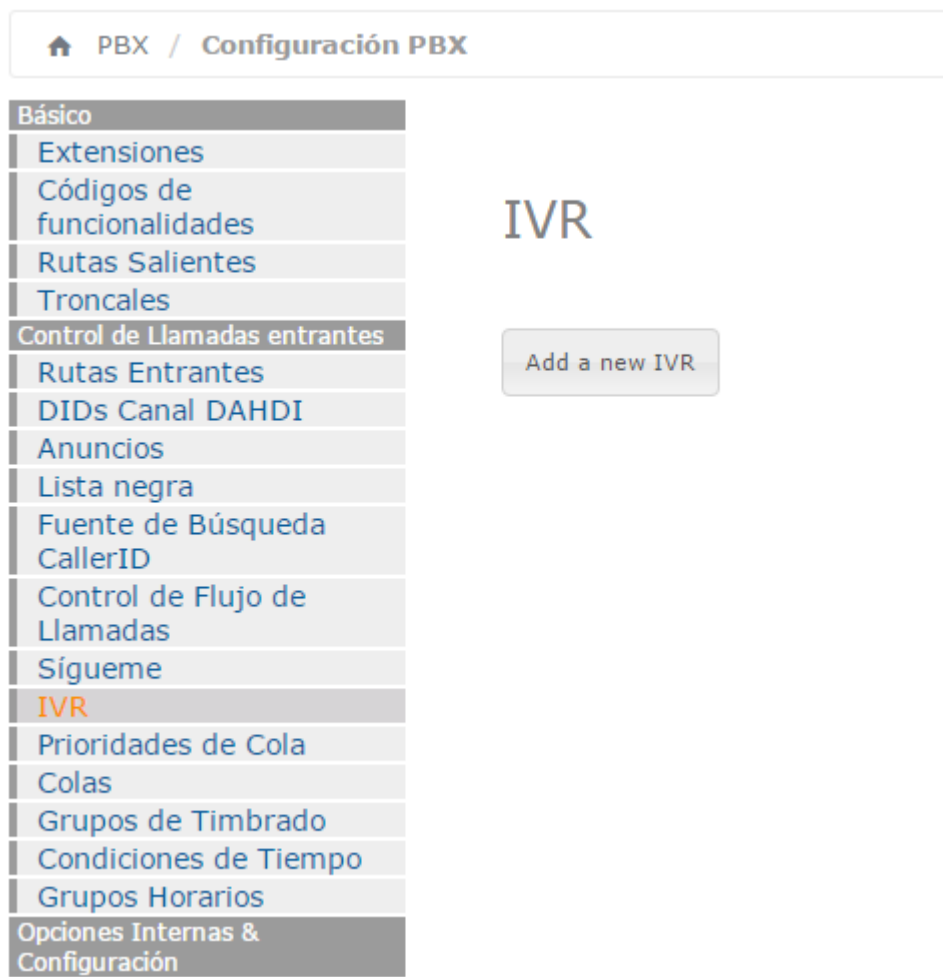 PBX / Configuración PBX
Básico
Extensiones
Códigos de
funcionalidades
Rutas Salientes
Troncales
Control de Llamadas entrantes
Rutas Entrantes
DIDs Canal DAHDI
Anuncios
Lista negra
Fuente de Búsqueda
CallerID
Control de Flujo de
Llamadas
Sígueme
IVR
Prioridades de Cola
Colas
Grupos de Timbrado
Condiciones de Tiempo
Grupos Horarios
Opciones Internas &
Configuración
IVR
Add a new IVR